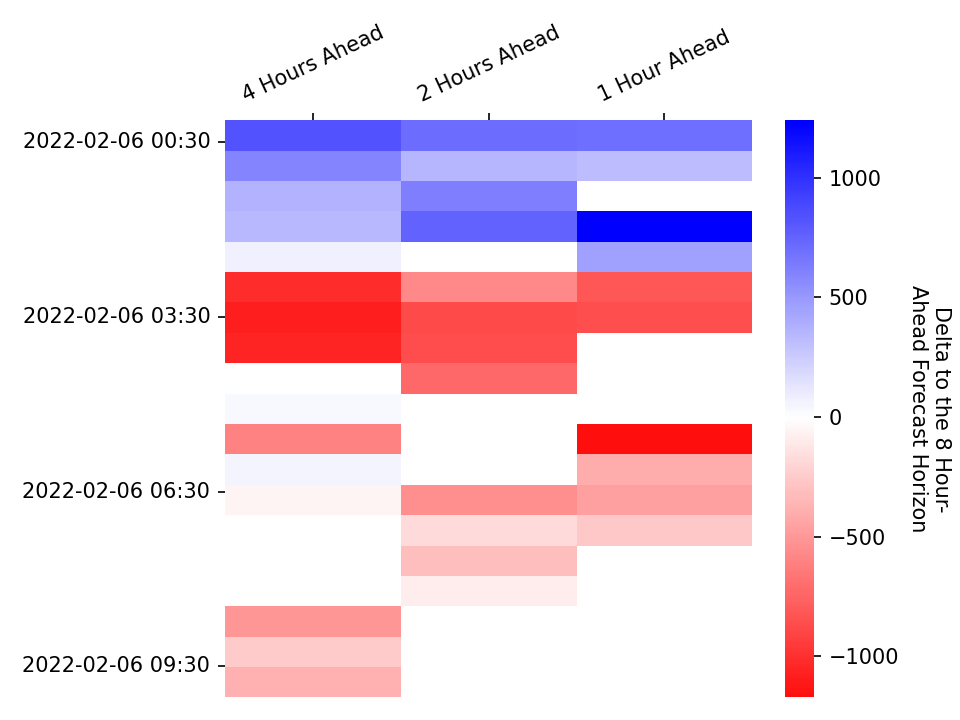 4 Hours Ahead
2 Hours Ahead
1 Hour Ahead
2022-02-06 00:30
2022-02-06 03:30
2022-02-06 06:30
2022-02-06 09:30
1000
500
0
−500
−1000
Delta to the 8 Hour-
Ahead Forecast Horizon